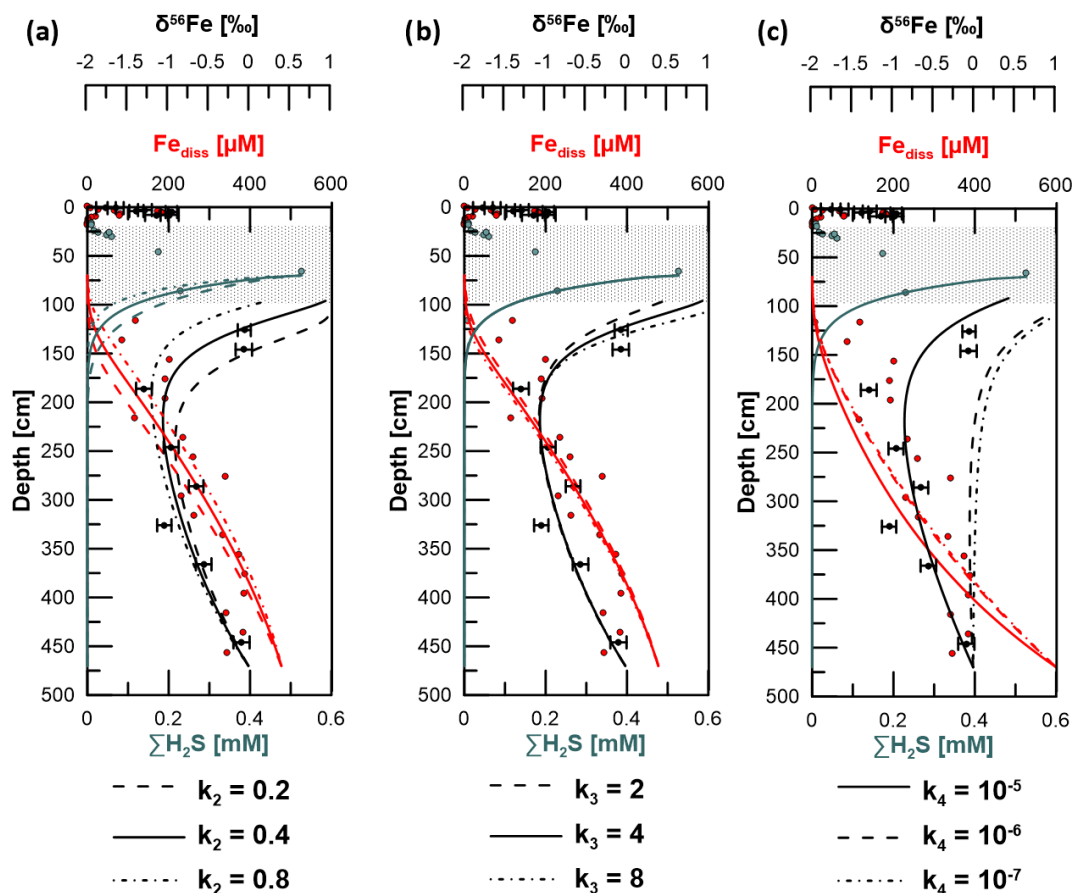 (a) δ⁵⁶Fe [‰]
-2 -1.5 -1 -0.5 0 0.5 1
Fe_diss [µM]
0 200 400 600
0
50
100
150
200
250
300
350
400
450
500
Depth [cm]
0 0.2 0.4 0.6
∑H₂S [mM]
k₂ = 0.2
k₂ = 0.4
k₂ = 0.8
(b) δ⁵⁶Fe [‰]
-2 -1.5 -1 -0.5 0 0.5 1
Fe_diss [µM]
0 200 400 600
0
50
100
150
200
250
300
350
400
450
500
Depth [cm]
0 0.2 0.4 0.6
∑H₂S [mM]
k₃ = 2
k₃ = 4
k₃ = 8
(c) δ⁵⁶Fe [‰]
-2 -1.5 -1 -0.5 0 0.5 1
Fe_diss [µM]
0 200 400 600
0
50
100
150
200
250
300
350
400
450
500
Depth [cm]
0 0.2 0.4 0.6
∑H₂S [mM]
k₄ = 10⁻⁵
k₄ = 10⁻⁶
k₄ = 10⁻⁷